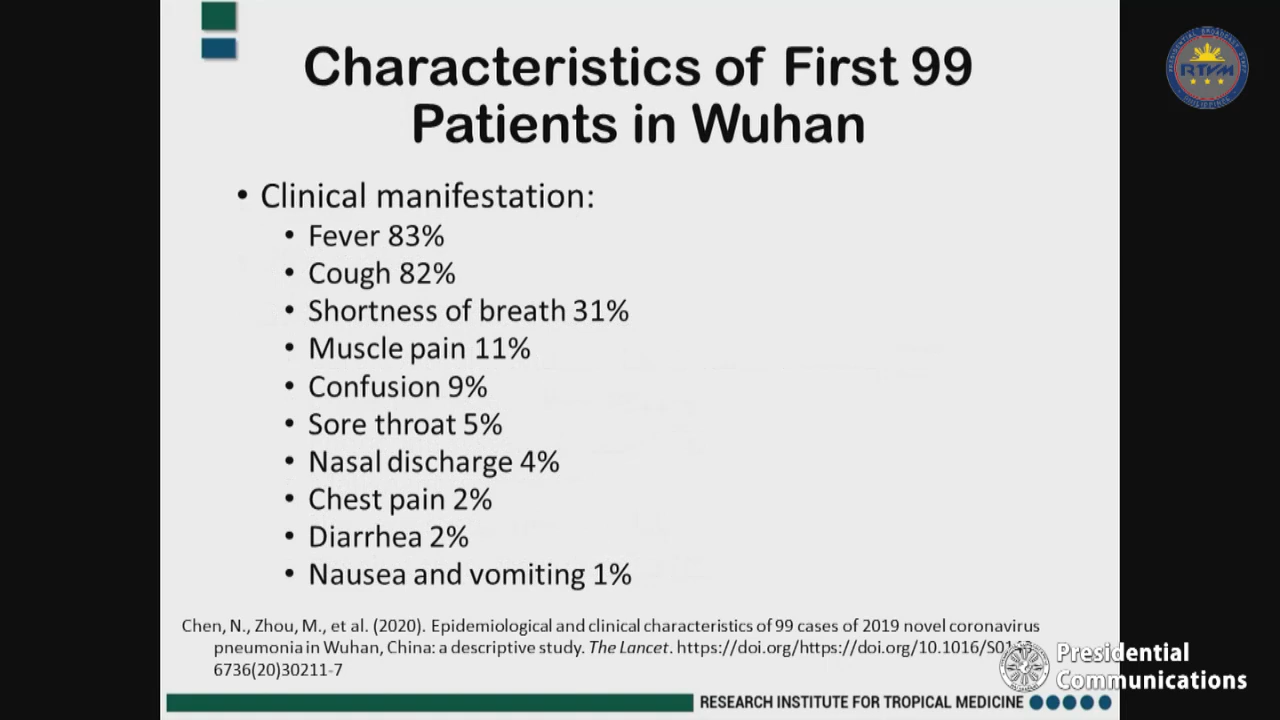 Characteristics of First 99
Patients in Wuhan
RTVM
• Clinical manifestation:
• Fever 83%
• Cough 82%
• Shortness of breath 31%
• Muscle pain 11%
• Confusion 9%
• Sore throat 5%
• Nasal discharge 4%
• Chest pain 2%
• Diarrhea 2%
• Nausea and vomiting 1%
Chen, N., Zhou, M., et al. (2020). Epidemiological and clinical characteristics of 99 cases of 2019 novel coronavirus
pneumonia in Wuhan, China: a descriptive study. The Lancet. https://doi.org/https://doi.org/10.1016/S0140-
6736(20)30211-7
Presidential
Communications
RESEARCH INSTITUTE FOR TROPICAL MEDICINE